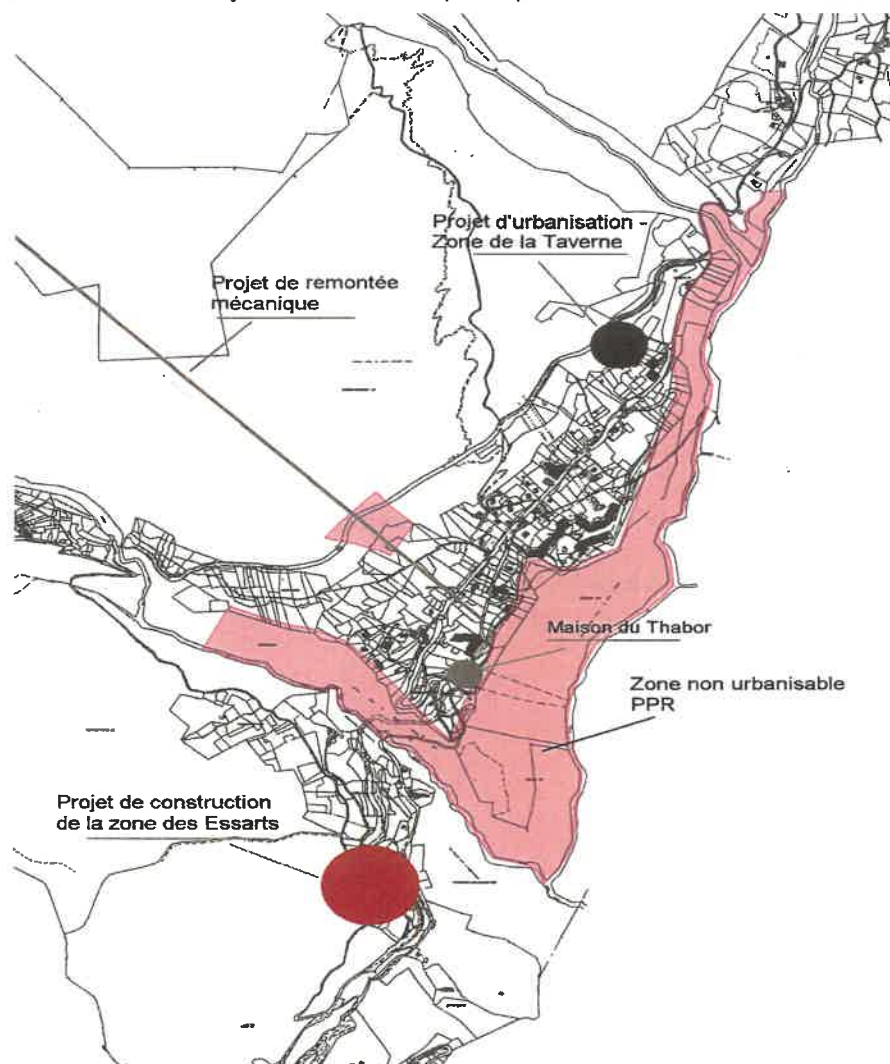 Projet d'urbanisation -
Zone de la Taverne
Projet de remontée
mécanique
Maison du Thabor
Zone non urbanisable
PPR
Projet de construction
de la zone des Essarts